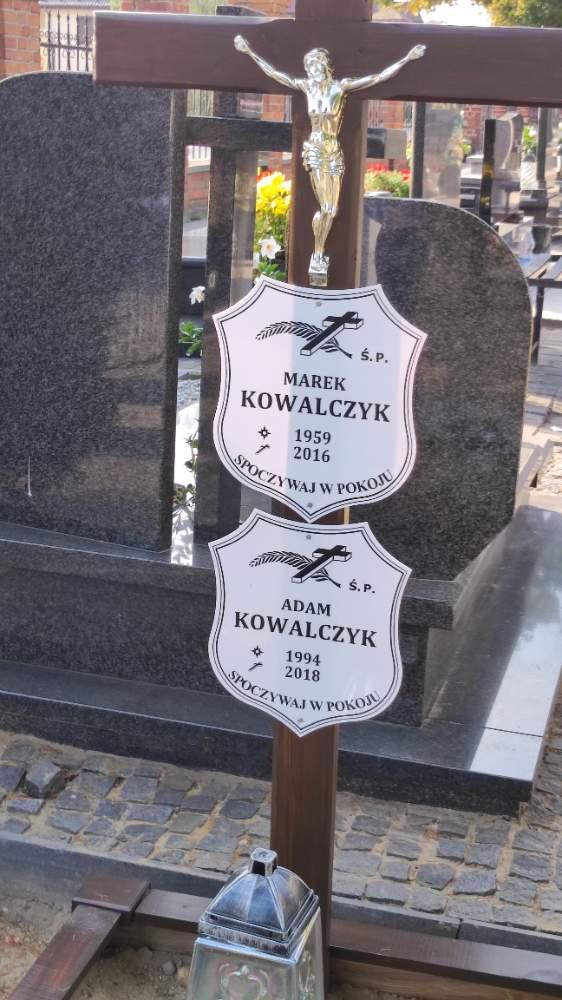 Ś.P.
MAREK
KOWALCZYK
1959
2016
SPOCZYWAJ W POKOJU
Ś.P.
ADAM
KOWALCZYK
1994
2018
SPOCZYWAJ W POKOJU